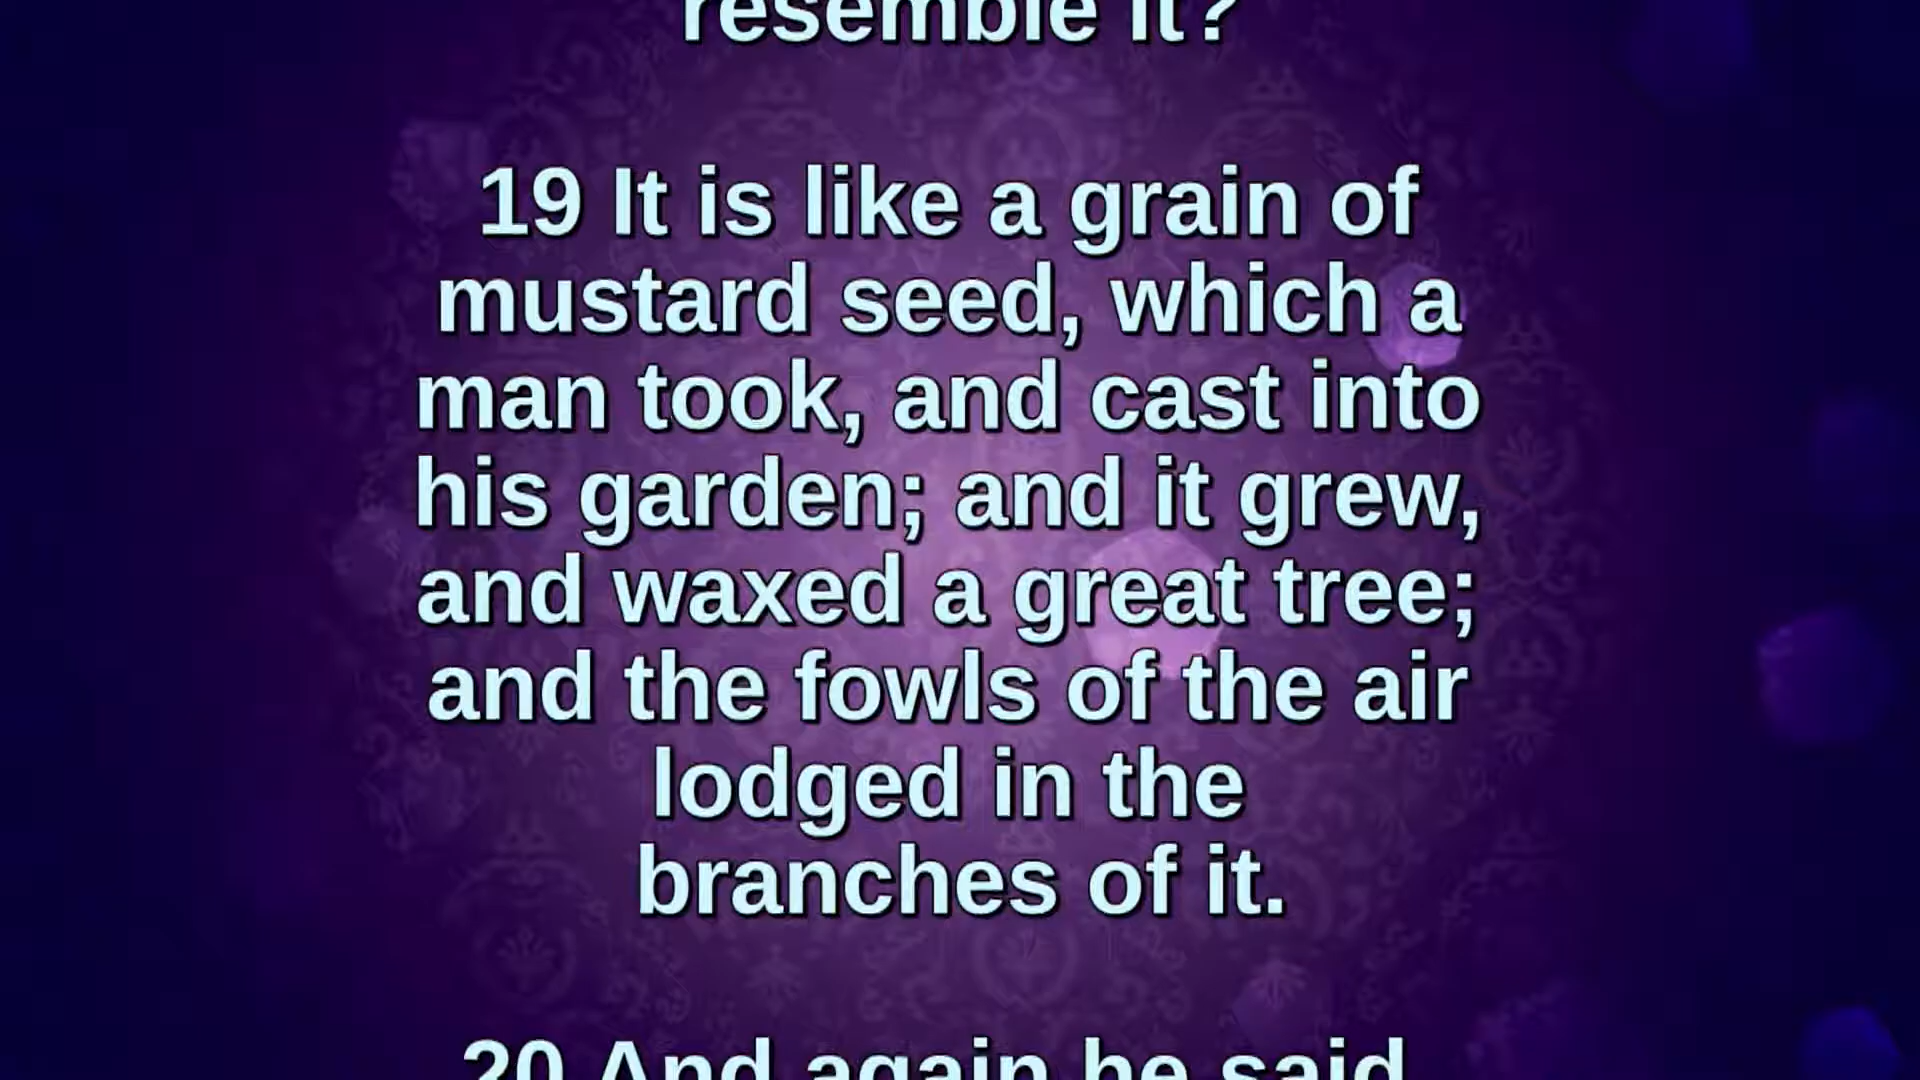 resemble it?
19 It is like a grain of
mustard seed, which a
man took, and cast into
his garden; and it grew,
and waxed a great tree;
and the fowls of the air
lodged in the
branches of it.
20 And again he said,